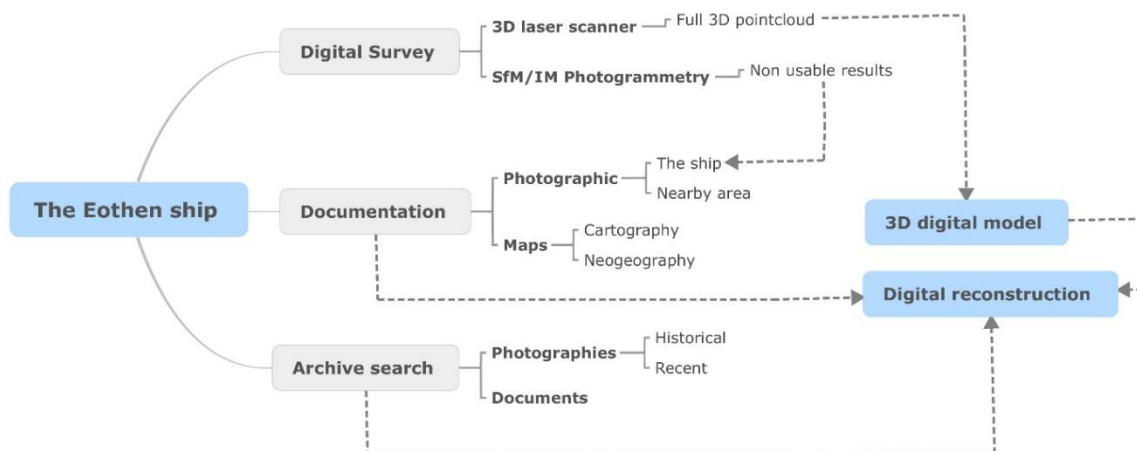 The Eothen ship
Digital Survey
3D laser scanner
Full 3D pointcloud
SfM/IM Photogrammetry
Non usable results
Documentation
Photographic
The ship
Nearby area
Maps
Cartography
Neogeography
Archive search
Photographies
Historical
Recent
Documents
3D digital model
Digital reconstruction